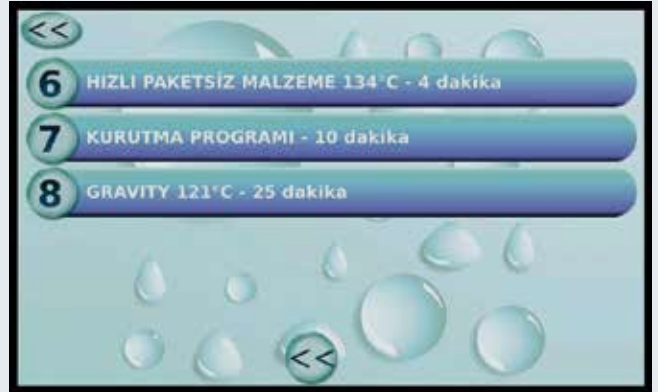 <<
6 HIZLI PAKETSİZ MALZEME 134°C - 4 dakika
7 KURUTMA PROGRAMI - 10 dakika
8 GRAVITY 121°C - 25 dakika
<<